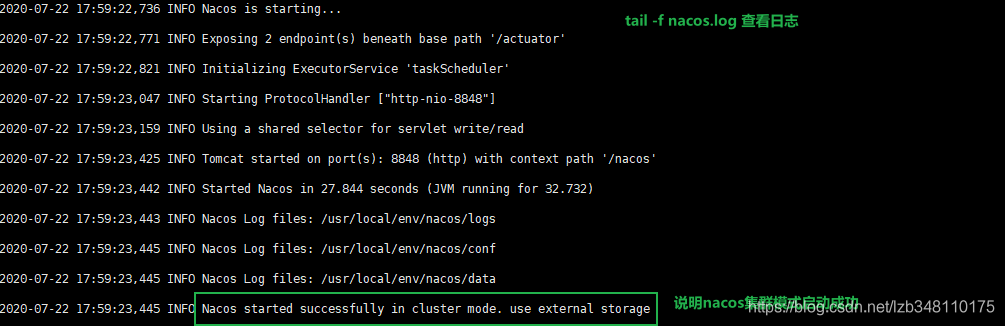 2020-07-22 17:59:22,736 INFO Nacos is starting...
tail -f nacos.log 查看日志
2020-07-22 17:59:22,771 INFO Exposing 2 endpoint(s) beneath base path '/actuator'
2020-07-22 17:59:22,821 INFO Initializing ExecutorService 'taskScheduler'
2020-07-22 17:59:23,047 INFO Starting ProtocolHandler ["http-nio-8848"]
2020-07-22 17:59:23,159 INFO Using a shared selector for servlet write/read
2020-07-22 17:59:23,425 INFO Tomcat started on port(s): 8848 (http) with context path '/nacos'
2020-07-22 17:59:23,442 INFO Started Nacos in 27.844 seconds (JVM running for 32.732)
2020-07-22 17:59:23,443 INFO Nacos Log files: /usr/local/env/nacos/logs
2020-07-22 17:59:23,445 INFO Nacos Log files: /usr/local/env/nacos/conf
2020-07-22 17:59:23,445 INFO Nacos Log files: /usr/local/env/nacos/data
2020-07-22 17:59:23,445 INFO Nacos started successfully in cluster mode. use external storage
说明nacos集群模式启动成功
https://blog.csdn.net/lzb348110175